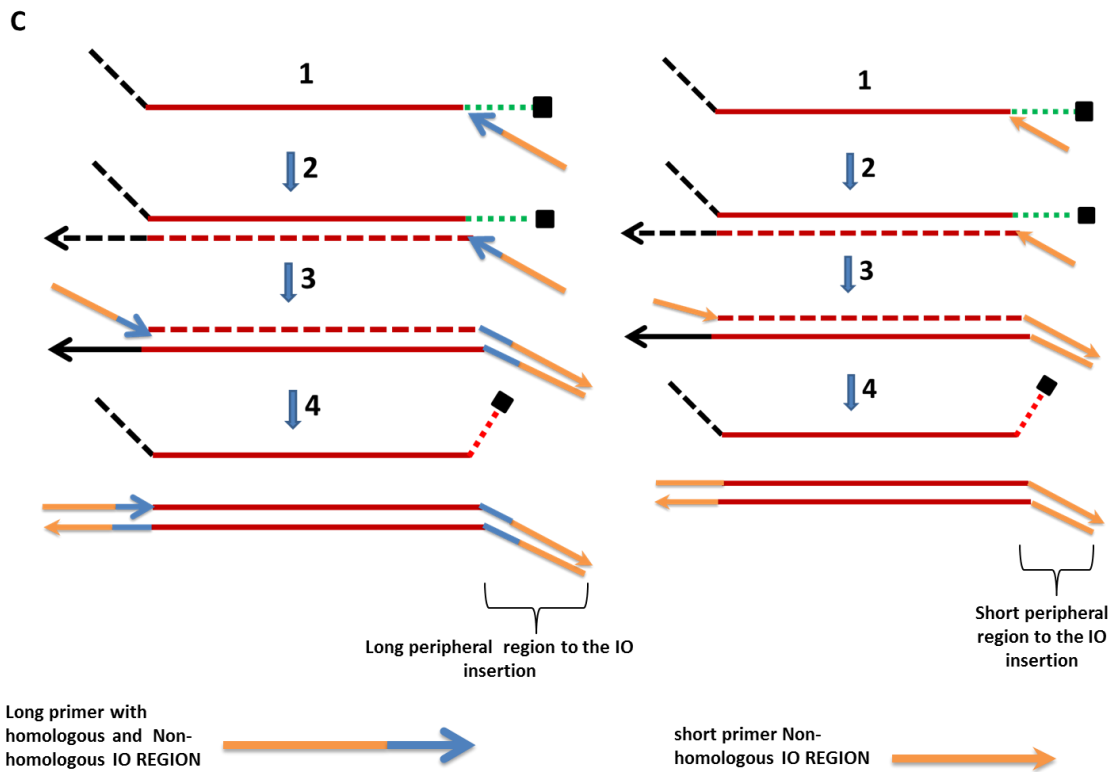 C
1
2
3
4
Long peripheral region to the IO
insertion
Long primer with
homologous and Non-
homologous IO REGION
1
2
3
4
Short peripheral
region to the IO
insertion
short primer Non-
homologous IO REGION